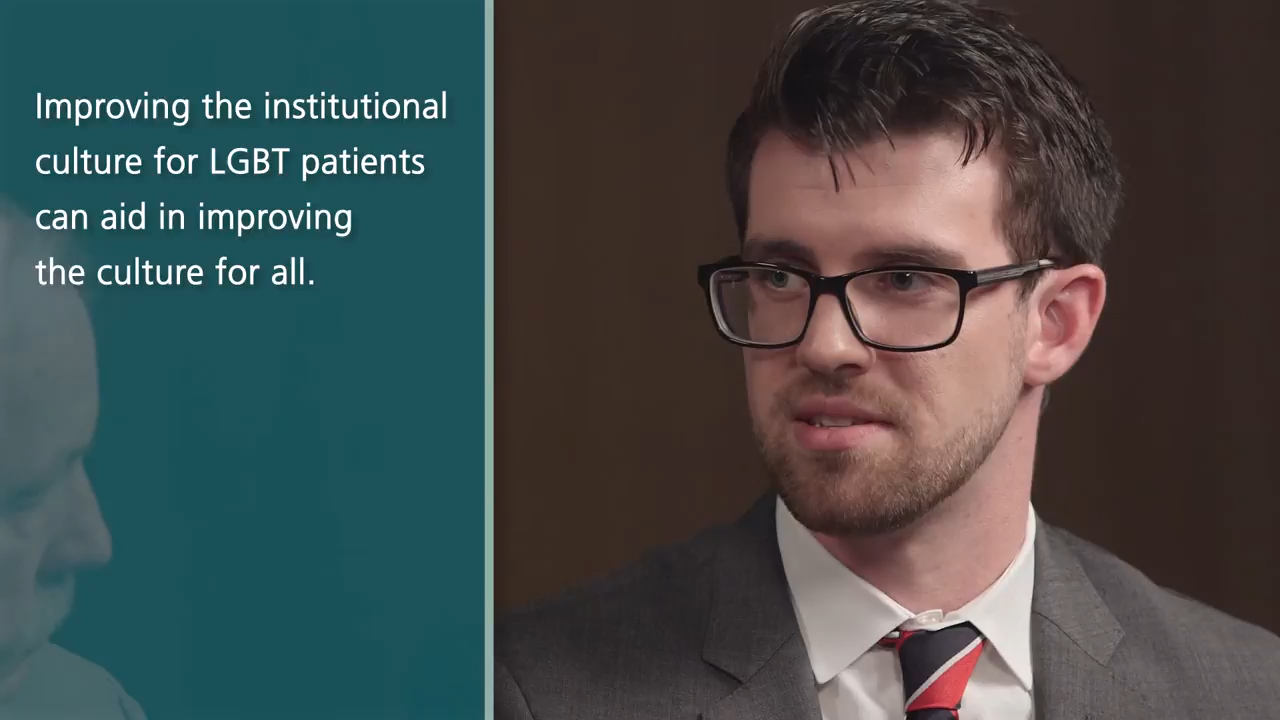 Improving the institutional
culture for LGBT patients
can aid in improving
the culture for all.